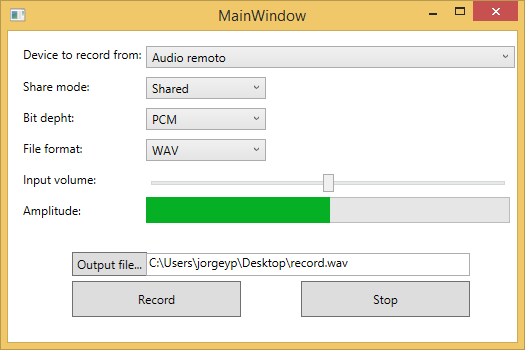 MainWindow
Device to record from: Audio remoto
Share mode: Shared
Bit depht: PCM
File format: WAV
Input volume:
Amplitude:
Output file... C:\Users\jorgeyp\Desktop\record.wav
Record Stop